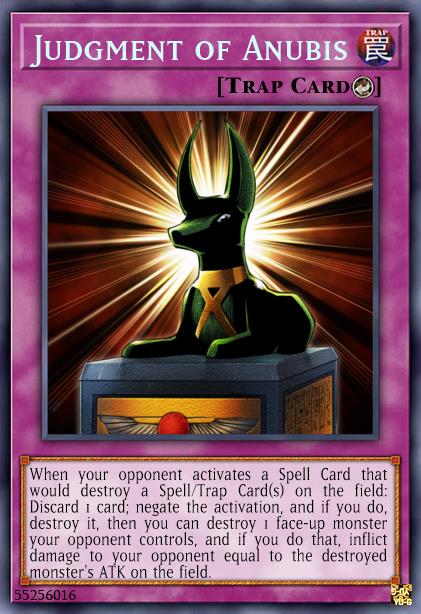 Judgment of Anubis
TRAP
罠
[Trap Card]
When your opponent activates a Spell Card that
would destroy a Spell/Trap Card(s) on the field:
Discard 1 card; negate the activation, and if you do,
destroy it, then you can destroy 1 face-up monster
your opponent controls, and if you do that, inflict
damage to your opponent equal to the destroyed
monster's ATK on the field.
55256016